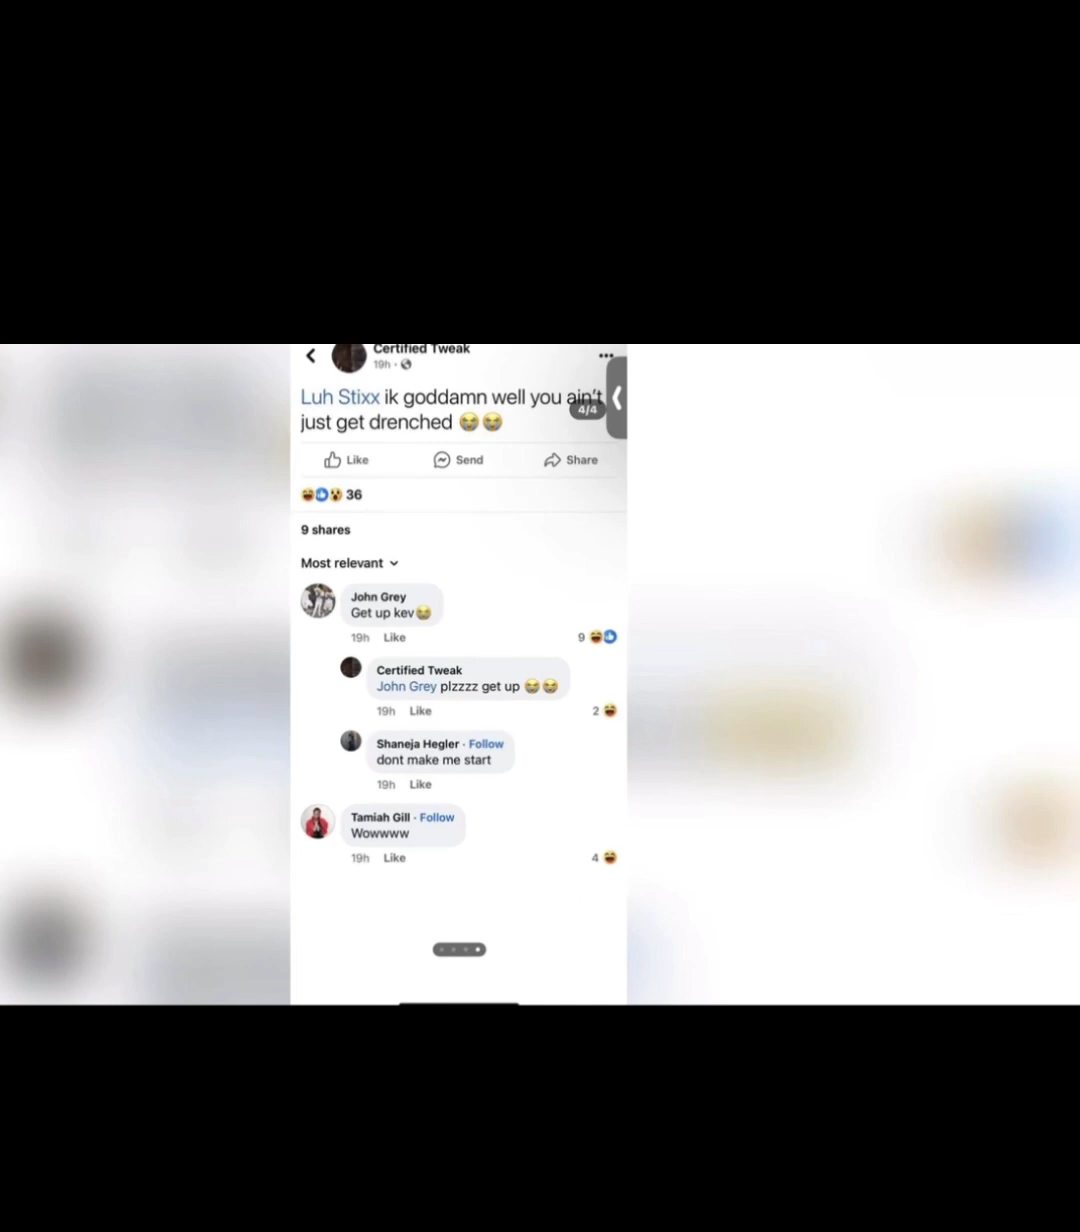 Certified Tweak
19h ·
Luh Stixx ik goddamn well you ain't
4/4
just get drenched 😭😭
Like Send Share
😆👍😮 36
9 shares
Most relevant
John Grey
Get up kev😭
19h Like 9 😆👍
Certified Tweak
John Grey plzzzz get up 😭😭
19h Like 2 😆
Shaneja Hegler · Follow
dont make me start
19h Like
Tamiah Gill · Follow
Wowwww
19h Like 4 😆